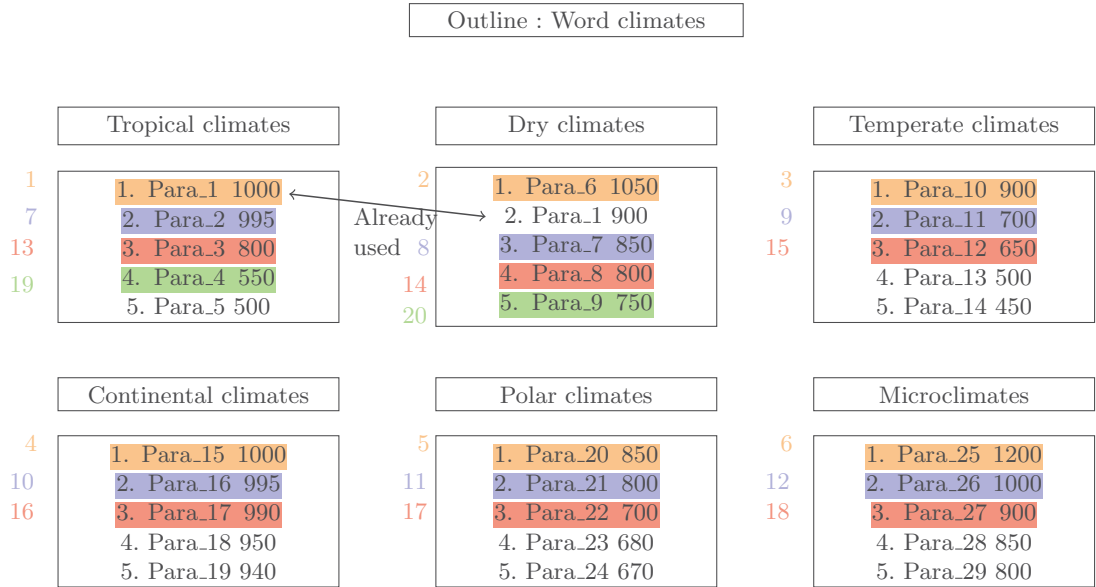 Outline : Word climates
Tropical climates
1
1. Para_1 1000
7
2. Para_2 995
13
3. Para_3 800
19
4. Para_4 550
5. Para_5 500
Already
used
Dry climates
2
1. Para_6 1050
2. Para_1 900
8
3. Para_7 850
14
4. Para_8 800
20
5. Para_9 750
Temperate climates
3
1. Para_10 900
9
2. Para_11 700
15
3. Para_12 650
4. Para_13 500
5. Para_14 450
Continental climates
4
1. Para_15 1000
10
2. Para_16 995
16
3. Para_17 990
4. Para_18 950
5. Para_19 940
Polar climates
5
1. Para_20 850
11
2. Para_21 800
17
3. Para_22 700
4. Para_23 680
5. Para_24 670
Microclimates
6
1. Para_25 1200
12
2. Para_26 1000
18
3. Para_27 900
4. Para_28 850
5. Para_29 800